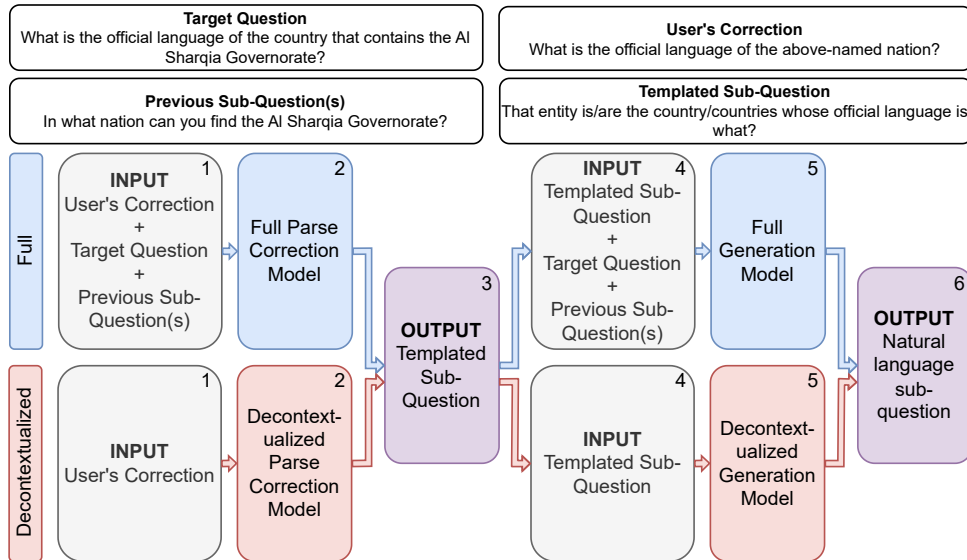 Target Question
What is the official language of the country that contains the Al
Sharqia Governorate?
User's Correction
What is the official language of the above-named nation?
Previous Sub-Question(s)
In what nation can you find the Al Sharqia Governorate?
Templated Sub-Question
That entity is/are the country/countries whose official language is
what?
Full
1
INPUT
User's Correction
+
Target Question
+
Previous Sub-
Question(s)
2
Full Parse
Correction
Model
3
OUTPUT
Templated
Sub-
Question
4
INPUT
Templated Sub-
Question
+
Target Question
+
Previous Sub-
Question(s)
5
Full
Generation
Model
6
OUTPUT
Natural
language
sub-
question
Decontextualized
1
INPUT
User's Correction
2
Decontext-
ualized
Parse
Correction
Model
4
INPUT
Templated Sub-
Question
5
Decontext-
ualized
Generation
Model